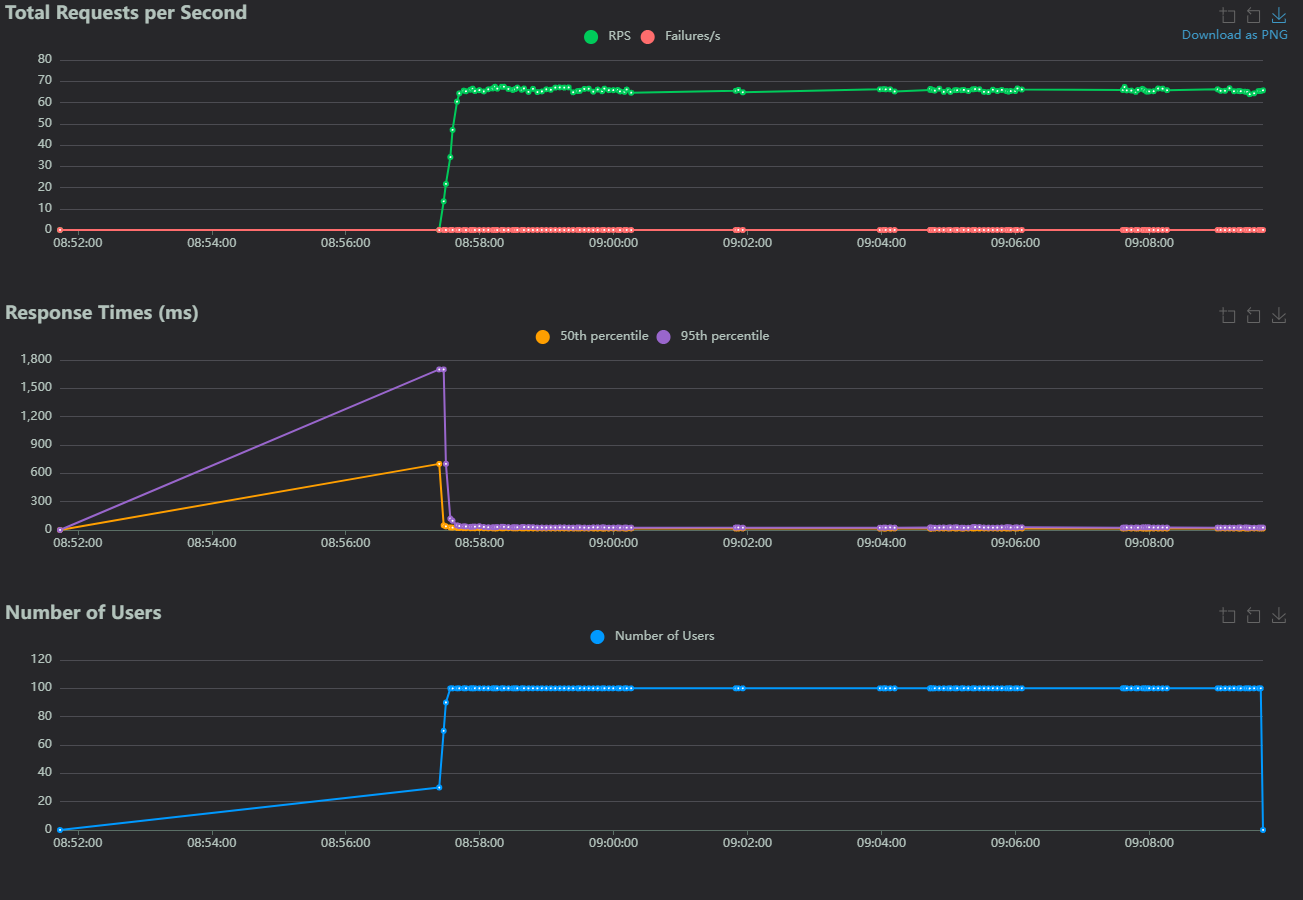 Total Requests per Second
Download as PNG
RPS Failures/s
80
70
60
50
40
30
20
10
0
08:52:00 08:54:00 08:56:00 08:58:00 09:00:00 09:02:00 09:04:00 09:06:00 09:08:00
Response Times (ms)
50th percentile 95th percentile
1,800
1,500
1,200
900
600
300
0
08:52:00 08:54:00 08:56:00 08:58:00 09:00:00 09:02:00 09:04:00 09:06:00 09:08:00
Number of Users
Number of Users
120
100
80
60
40
20
0
08:52:00 08:54:00 08:56:00 08:58:00 09:00:00 09:02:00 09:04:00 09:06:00 09:08:00